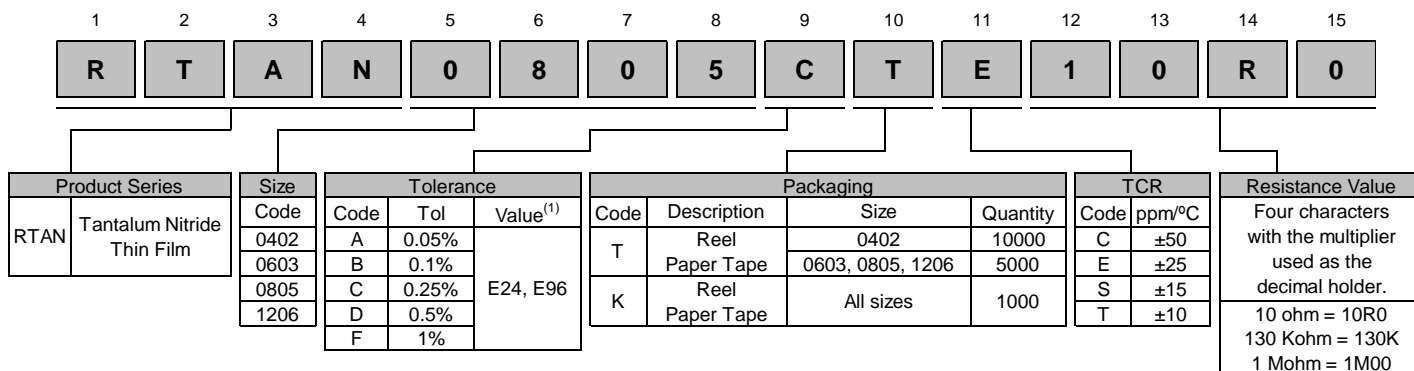 1 2 3 4 5 6 7 8 9 10 11 12 13 14 15
R T A N 0 8 0 5 C T E 1 0 R 0
Product Series
RTAN Tantalum Nitride
Thin Film
Size
Code
0402
0603
0805
1206
Tolerance
Code Tol Value(1)
A 0.05%
B 0.1%
C 0.25%
D 0.5%
F 1%
E24, E96
Packaging
Code Description Size Quantity
T Reel
Paper Tape
0402 10000
0603, 0805, 1206 5000
K Reel
Paper Tape
All sizes 1000
TCR
Code ppm/ºC
C ±50
E ±25
S ±15
T ±10
Resistance Value
Four characters
with the multiplier
used as the
decimal holder.
10 ohm = 10R0
130 Kohm = 130K
1 Mohm = 1M00